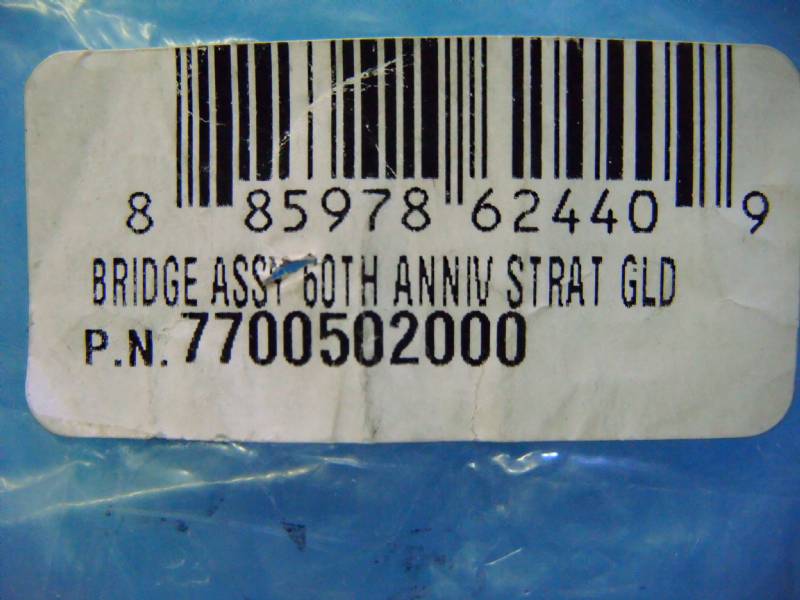 8 85978 62440 9
BRIDGE ASSY 60TH ANNIV STRAT GLD
P.N.7700502000